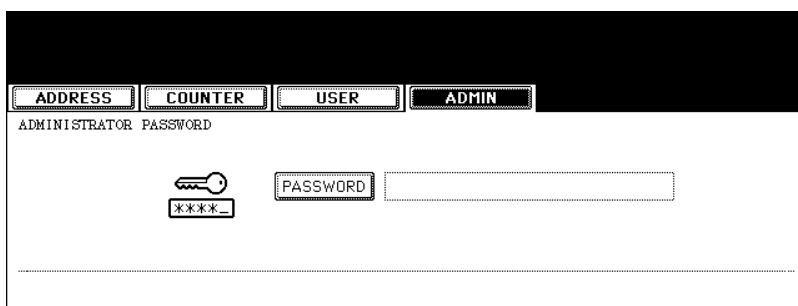 ADDRESS COUNTER USER ADMIN
ADMINISTRATOR PASSWORD
PASSWORD
****_